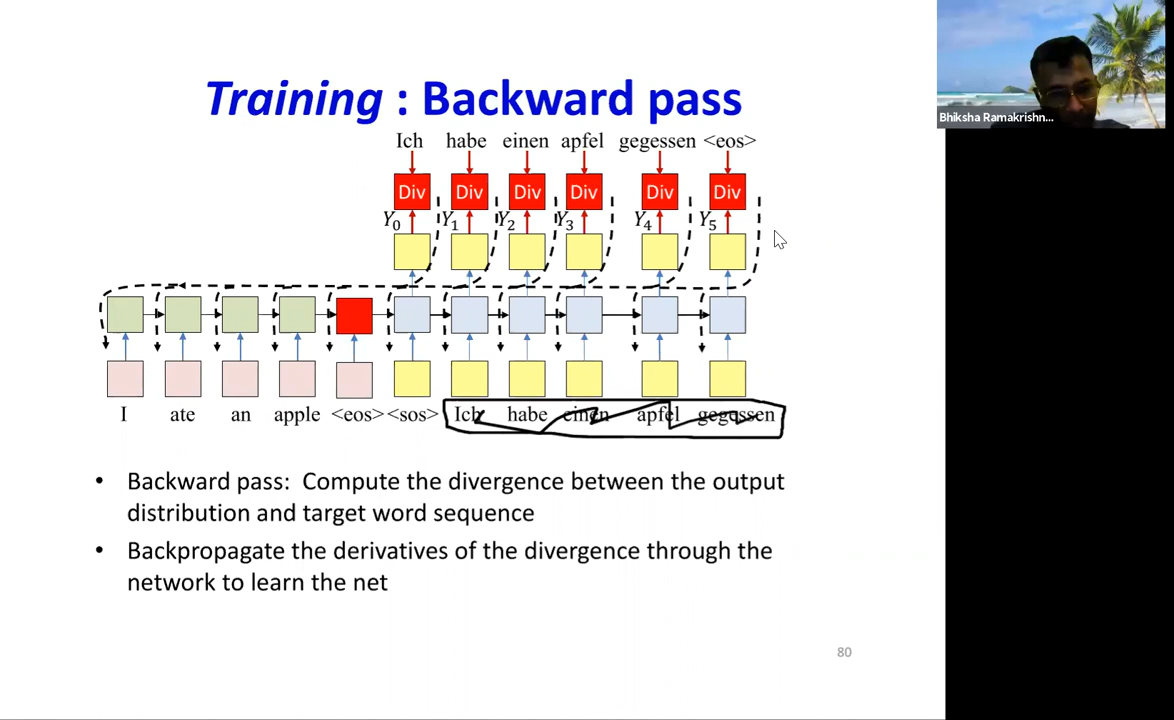 Training : Backward pass
Bhiksha Ramakrishn...
Ich habe einen apfel gegessen <eos>
Div Div Div Div Div Div
Y0 Y1 Y2 Y3 Y4 Y5
I ate an apple <eos> <sos> Ich habe einen apfel gegessen
• Backward pass: Compute the divergence between the output
distribution and target word sequence
• Backpropagate the derivatives of the divergence through the
network to learn the net
80